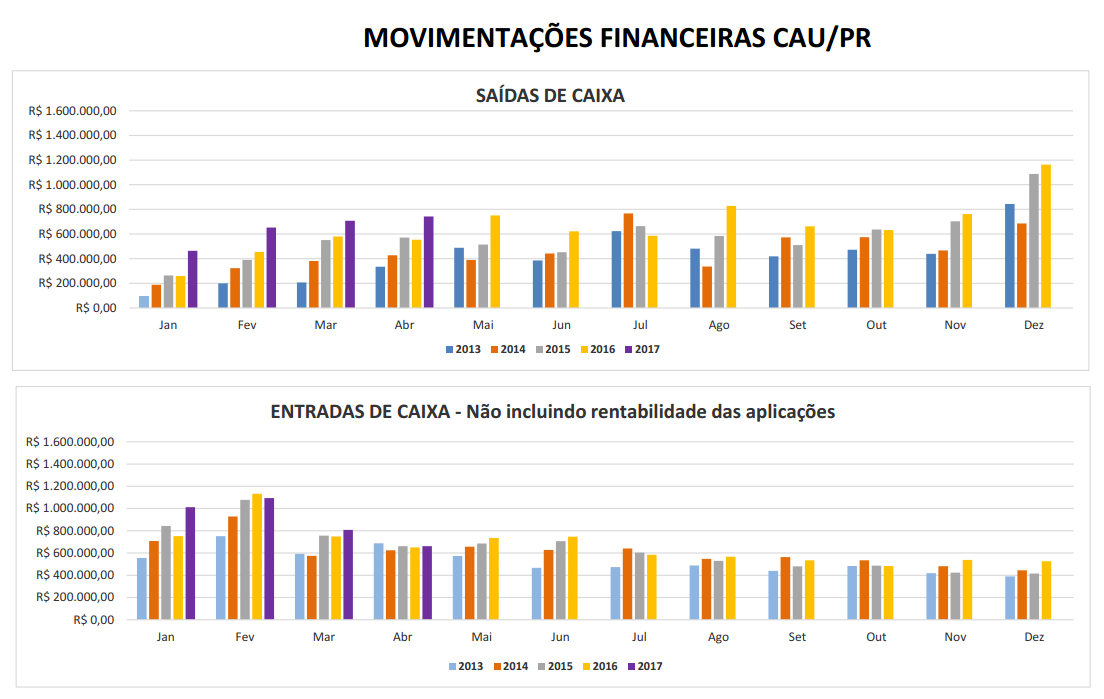 MOVIMENTAÇÕES FINANCEIRAS CAU/PR
SAÍDAS DE CAIXA
R$ 1.600.000,00
R$ 1.400.000,00
R$ 1.200.000,00
R$ 1.000.000,00
R$ 800.000,00
R$ 600.000,00
R$ 400.000,00
R$ 200.000,00
R$ 0,00
Jan Fev Mar Abr Mai Jun Jul Ago Set Out Nov Dez
2013 2014 2015 2016 2017
ENTRADAS DE CAIXA - Não incluindo rentabilidade das aplicações
R$ 1.600.000,00
R$ 1.400.000,00
R$ 1.200.000,00
R$ 1.000.000,00
R$ 800.000,00
R$ 600.000,00
R$ 400.000,00
R$ 200.000,00
R$ 0,00
Jan Fev Mar Abr Mai Jun Jul Ago Set Out Nov Dez
2013 2014 2015 2016 2017